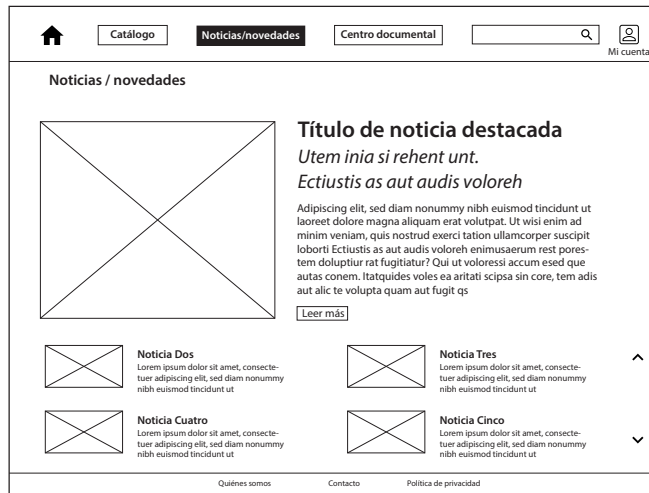 Catálogo
Noticias/novedades
Centro documental
Mi cuenta
Noticias / novedades
Título de noticia destacada
Utem inia si rehent unt.
Ectiustis as aut audis voloreh
Adipiscing elit, sed diam nonummy nibh euismod tincidunt ut
laoreet dolore magna aliquam erat volutpat. Ut wisi enim ad
minim veniam, quis nostrud exerci tation ullamcorper suscipit
loborti Ectiustis as aut audis voloreh enimusaerum rest pores-
tem doluptiur rat fugitiatur? Qui ut voloressi accum esed que
autas conem. Itatquides voles ea aritati scipsa sin core, tem adis
aut alic te volupta quam aut fugit qs
Leer más
Noticia Dos
Lorem ipsum dolor sit amet, consecte-
tuer adipiscing elit, sed diam nonummy
nibh euismod tincidunt ut
Noticia Tres
Lorem ipsum dolor sit amet, consecte-
tuer adipiscing elit, sed diam nonummy
nibh euismod tincidunt ut
Noticia Cuatro
Lorem ipsum dolor sit amet, consecte-
tuer adipiscing elit, sed diam nonummy
nibh euismod tincidunt ut
Noticia Cinco
Lorem ipsum dolor sit amet, consecte-
tuer adipiscing elit, sed diam nonummy
nibh euismod tincidunt ut
Quiénes somos
Contacto
Política de privacidad